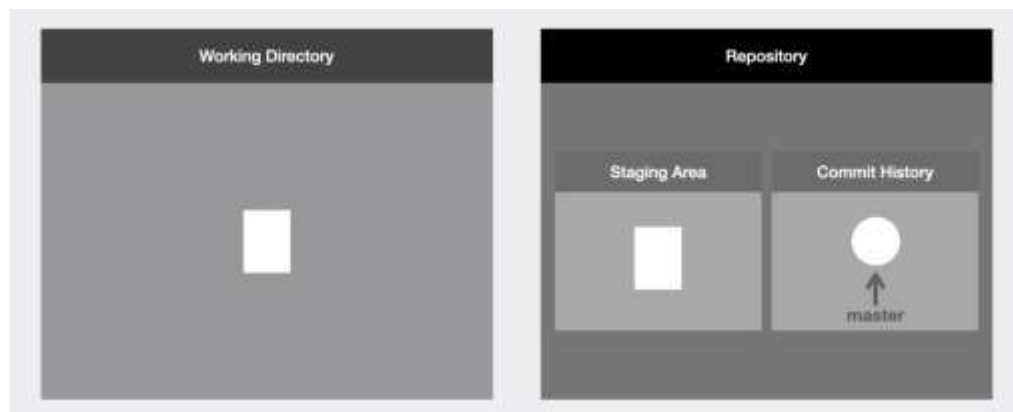 Working Directory
Repository
Staging Area
Commit History
master